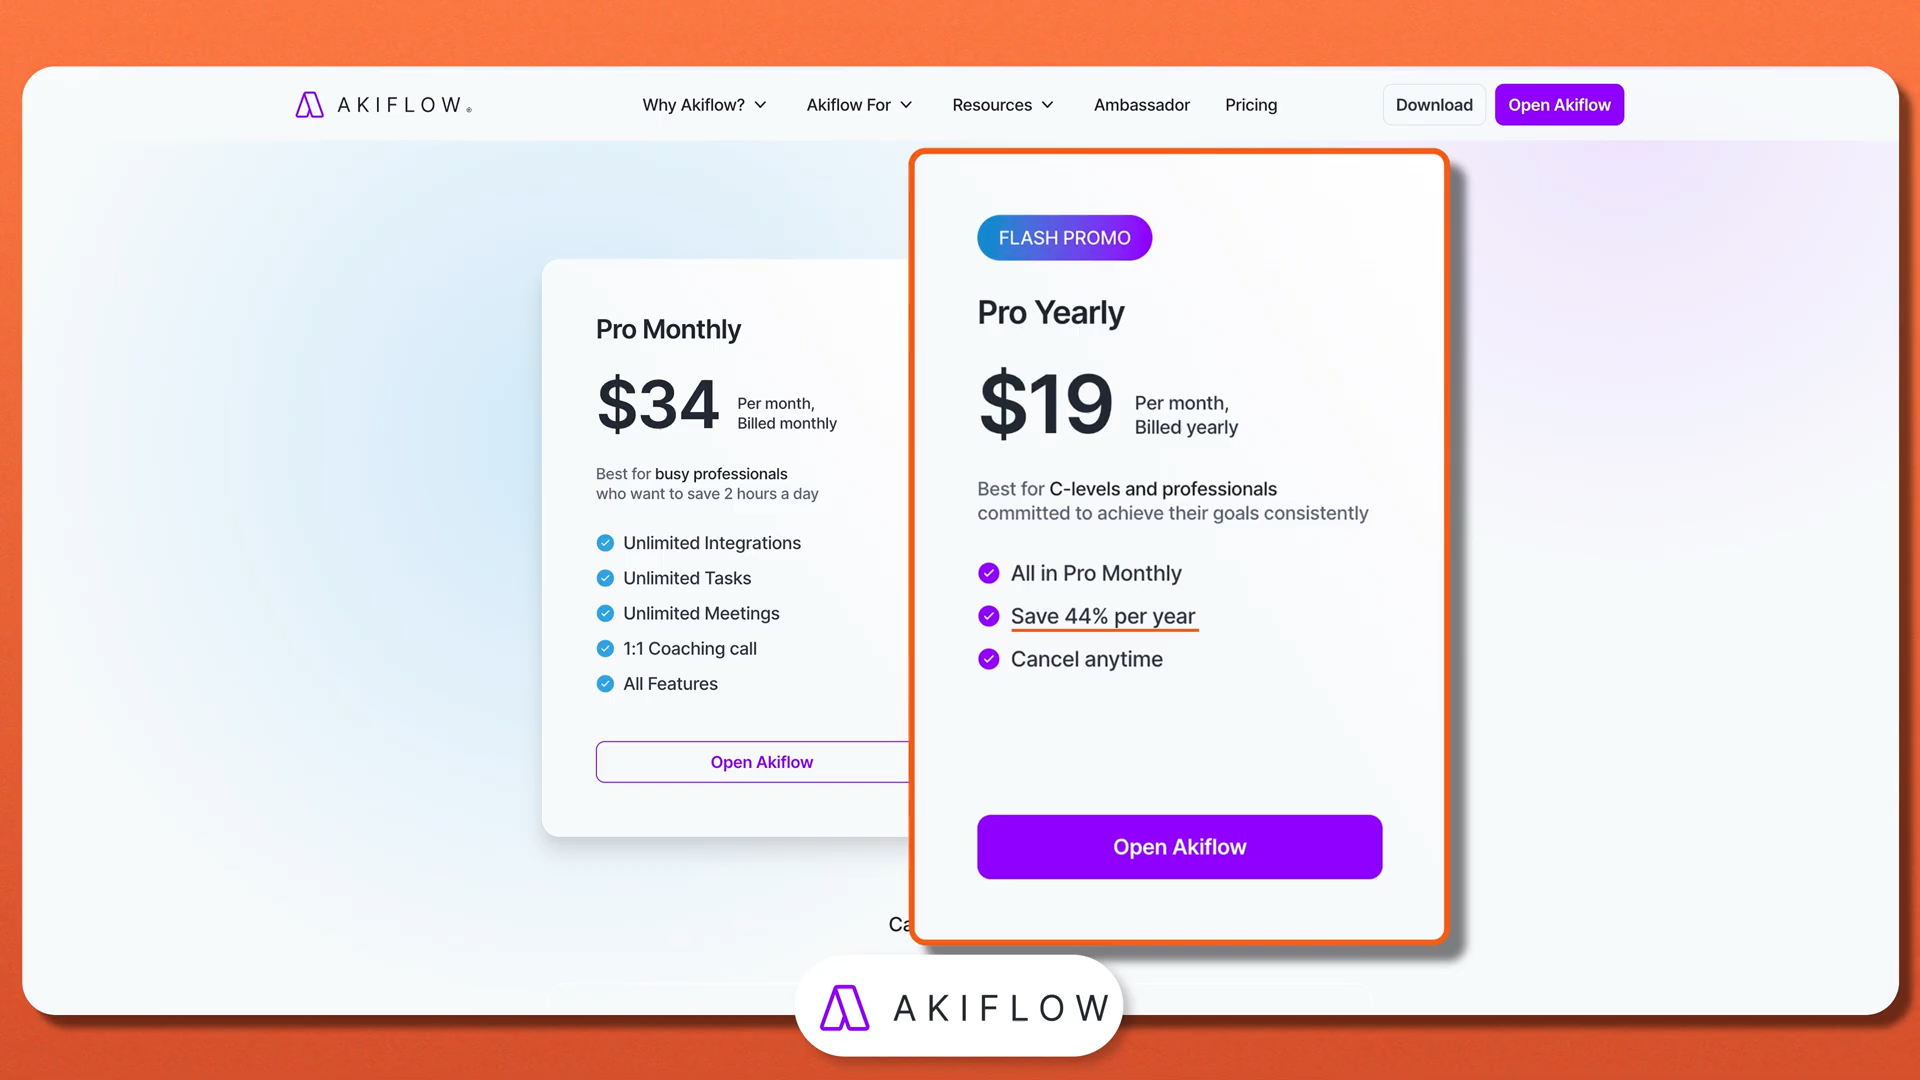 AKIFLOW®
Why Akiflow?
Akiflow For
Resources
Ambassador
Pricing
Download
Open Akiflow
Pro Monthly
$34
Per month,
Billed monthly
Best for busy professionals
who want to save 2 hours a day
Unlimited Integrations
Unlimited Tasks
Unlimited Meetings
1:1 Coaching call
All Features
Open Akiflow
FLASH PROMO
Pro Yearly
$19
Per month,
Billed yearly
Best for C-levels and professionals
committed to achieve their goals consistently
All in Pro Monthly
Save 44% per year
Cancel anytime
Open Akiflow
AKIFLOW